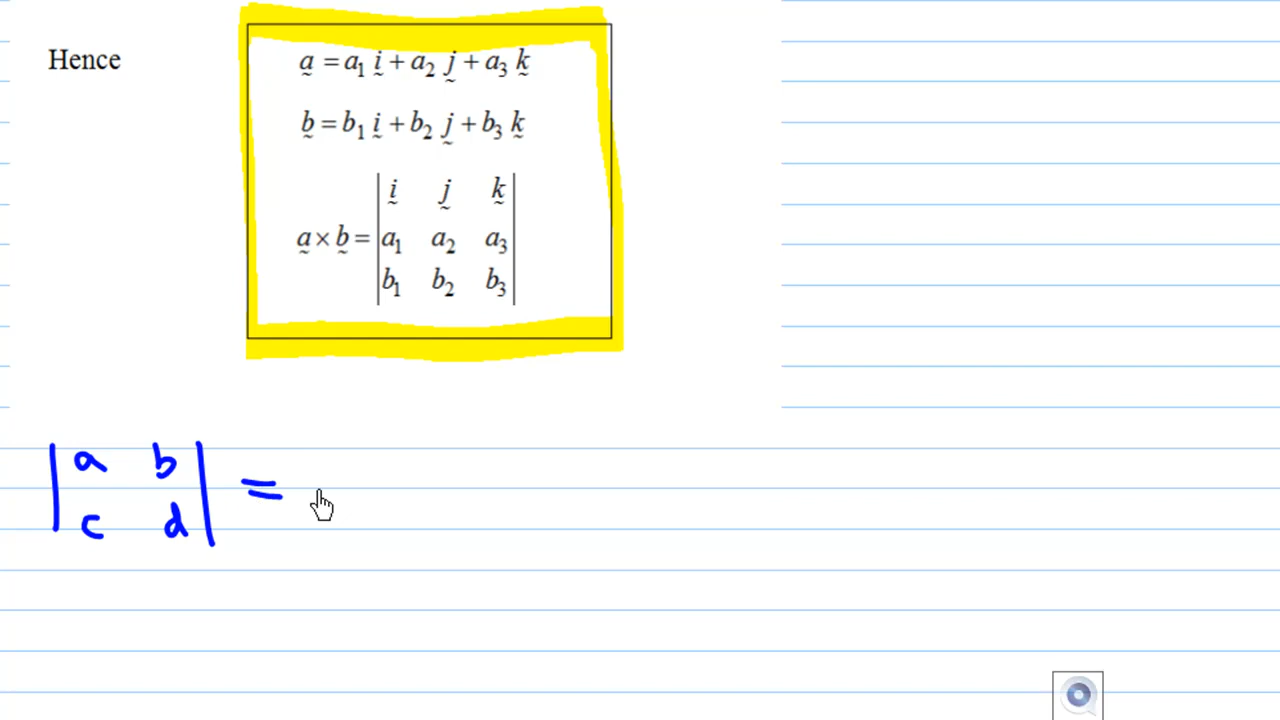 Hence
a = a₁ i + a₂ j + a₃ k
b = b₁ i + b₂ j + b₃ k
| i j k |
a × b = | a₁ a₂ a₃ |
| b₁ b₂ b₃ |
| a b |
| c d | =